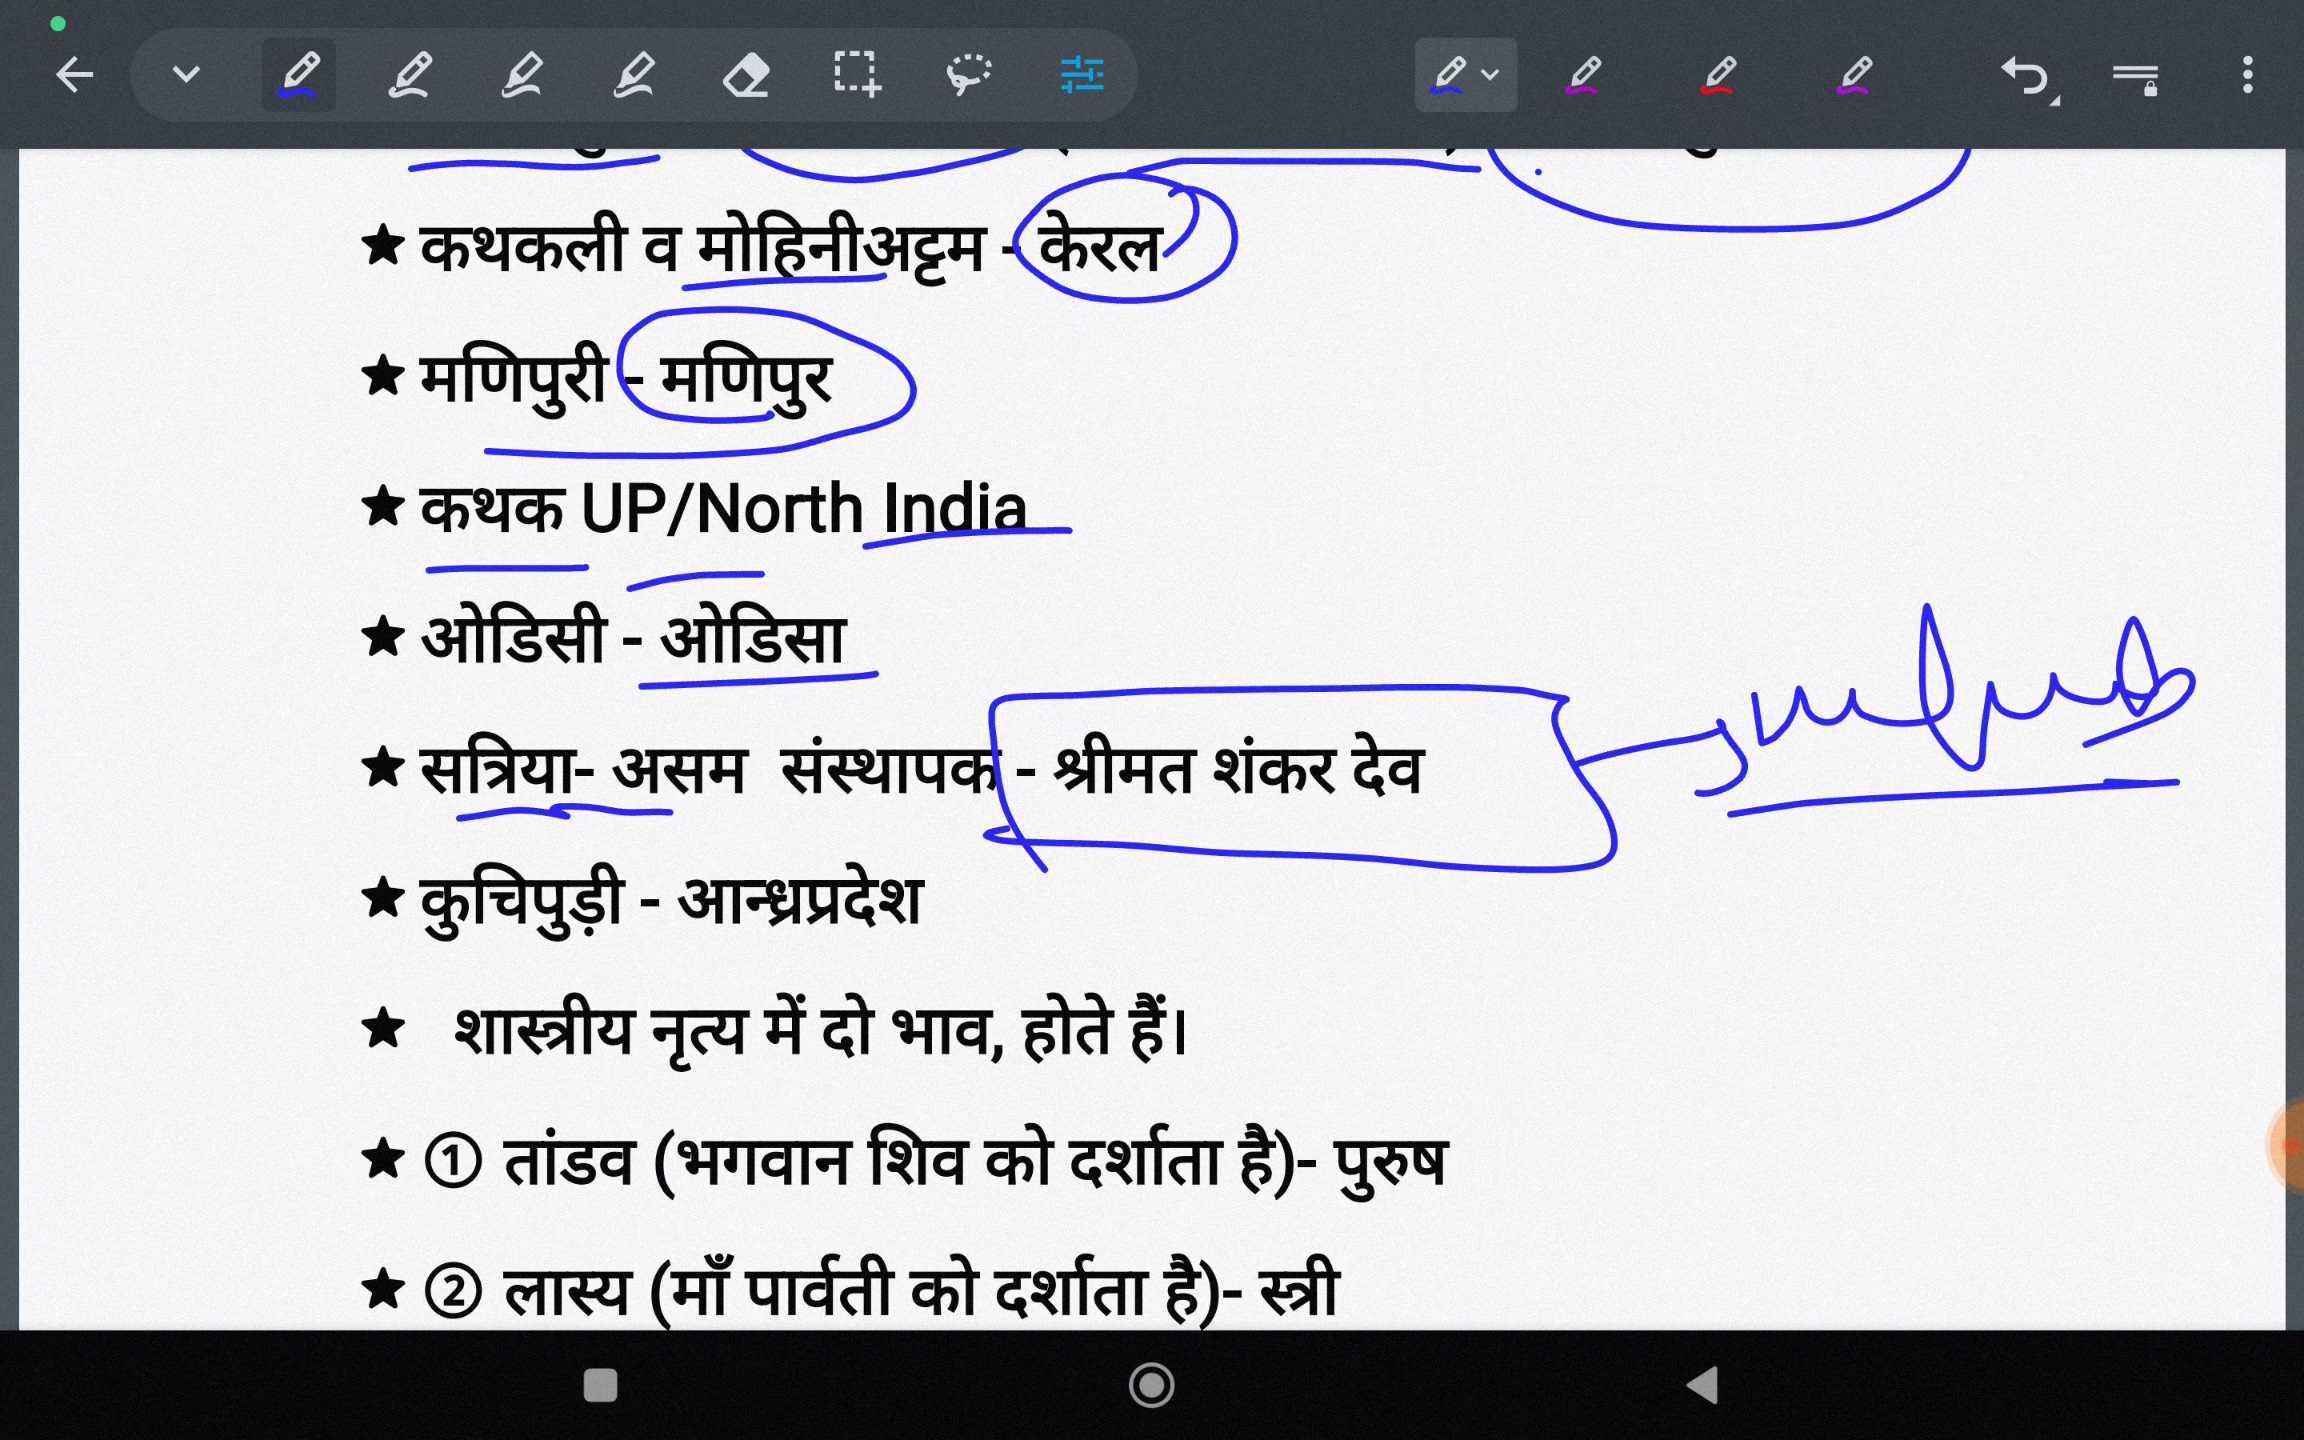 ★ कथकली व मोहिनीअट्टम - केरल
★ मणिपुरी - मणिपुर
★ कथक UP/North India
★ ओडिसी - ओडिसा
★ सत्रिया- असम संस्थापक - श्रीमत शंकर देव
★ कुचिपुड़ी - आन्ध्रप्रदेश
★ शास्त्रीय नृत्य में दो भाव, होते हैं।
★ ① तांडव (भगवान शिव को दर्शाता है)- पुरुष
★ ② लास्य (माँ पार्वती को दर्शाता है)- स्त्री